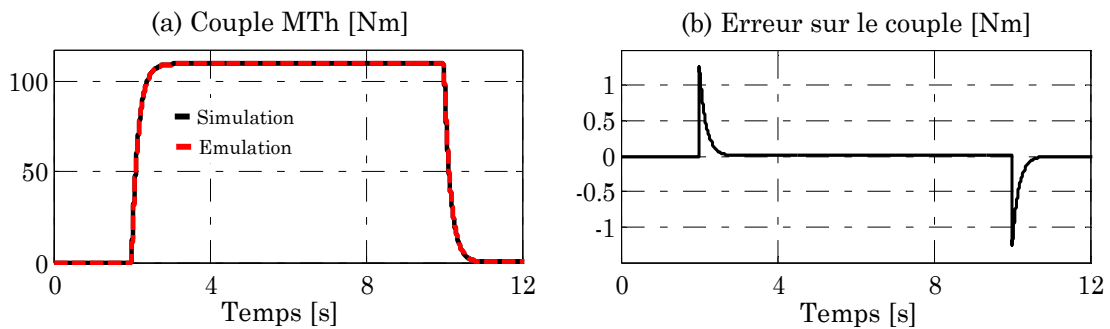 (a) Couple MTh [Nm]
100
50
0
Simulation
Emulation
0 4 8 12
Temps [s]
(b) Erreur sur le couple [Nm]
1
0.5
0
-0.5
-1
0 4 8 12
Temps [s]